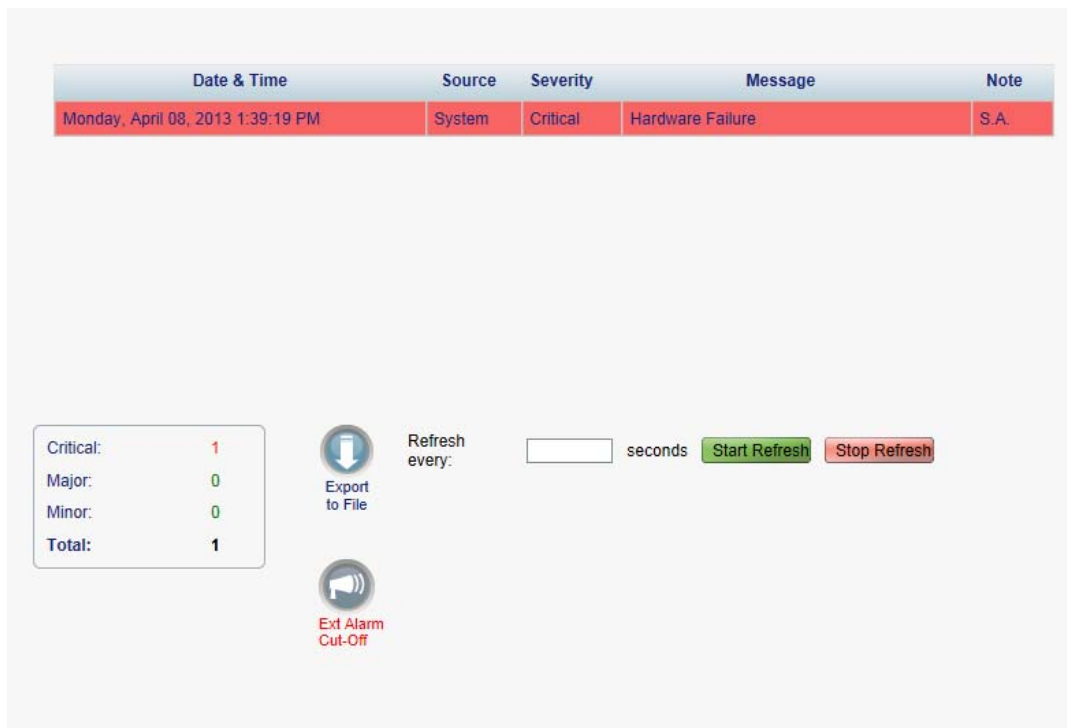 Date & Time Source Severity Message Note
Monday, April 08, 2013 1:39:19 PM System Critical Hardware Failure S.A.
Critical: 1
Major: 0
Minor: 0
Total: 1
Export
to File
Refresh
every:
seconds Start Refresh Stop Refresh
Ext Alarm
Cut-Off